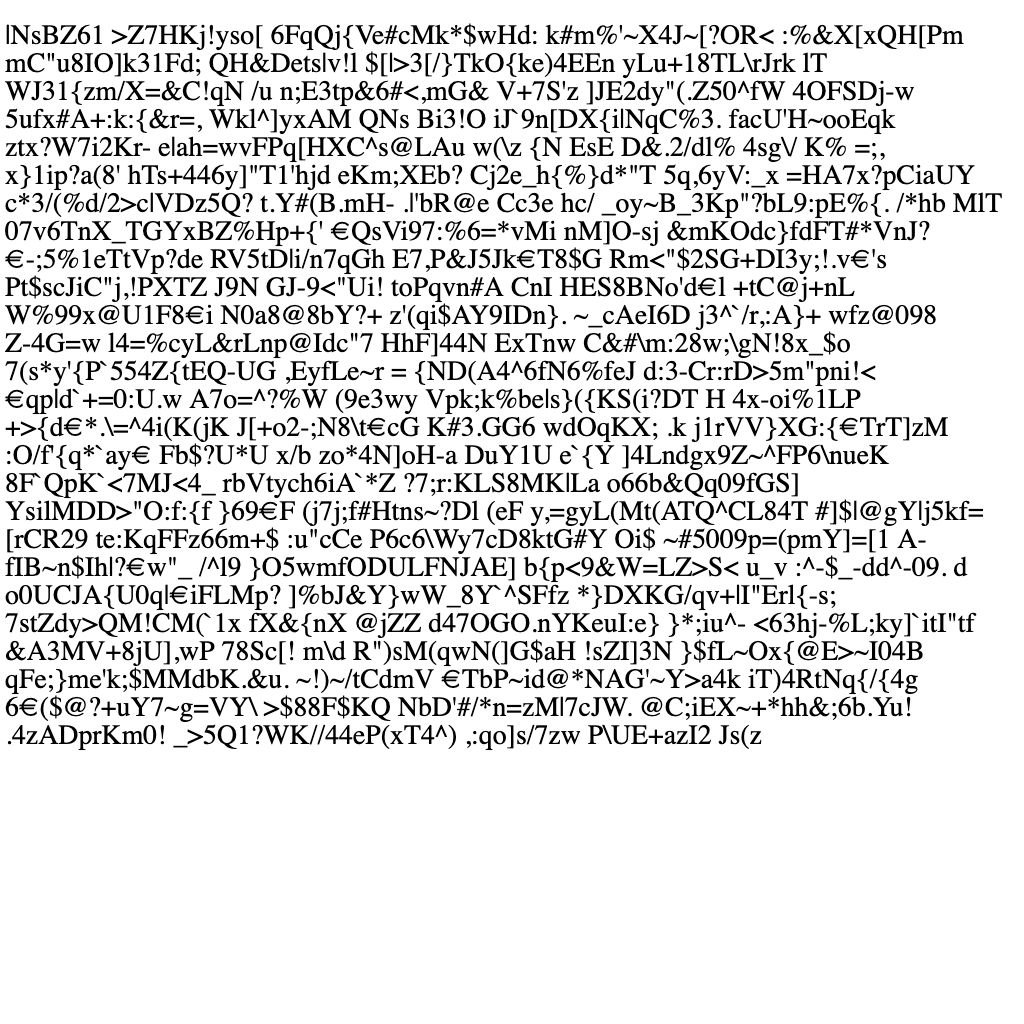 |NsBZ61 >Z7HKj!yso[ 6FqQj{Ve#cMk*$wHd: k#m%'~X4J~[?OR< :%&X[xQH[Pm
mC"u8IO]k31Fd; QH&Dets|v!l $[|>3[/}TkO{ke)4EEn yLu+18TL\rJrk lT
WJ31{zm/X=&C!qN /u n;E3tp&6#<,mG& V+7S'z ]JE2dy"(.Z50^fW 4OFSDj-w
5ufx#A+:k:{&r=, Wkl^]yxAM QNs Bi3!O iJ`9n[DX{i|NqC%3. facU'H~ooEqk
ztx?W7i2Kr- e|ah=wvFPq[HXC^s@LAu w(\z {N EsE D&.2/dl% 4sg\/ K% =;,
x}1ip?a(8' hTs+446y]"T1'hjd eKm;XEb? Cj2e_h{%}d*"T 5q,6yV:_x =HA7x?pCiaUY
c*3/(%d/2>c|VDz5Q? t.Y#(B.mH- .|'bR@e Cc3e hc/ _oy~B_3Kp"?bL9:pE%{. /*hb MlT
07v6TnX_TGYxBZ%Hp+{' €QsVi97:%6=*vMi nM]O-sj &mKOdc}fdFT#*VnJ?
€-;5%1eTtVp?de RV5tD|i/n7qGh E7,P&J5Jk€T8$G Rm<"$2SG+DI3y;!.v€'s
Pt$scJiC"j,!PXTZ J9N GJ-9<"Ui! toPqvn#A CnI HES8BNo'd€l +tC@j+nL
W%99x@U1F8€i N0a8@8bY?+ z'(qi$AY9IDn}. ~_cAeI6D j3^`/r,:A}+ wfz@098
Z-4G=w l4=%cyL&rLnp@Idc"7 HhF]44N ExTnw C&#\m:28w;\gN!8x_$o
7(s*y'{P`554Z{tEQ-UG ,EyfLe~r = {ND(A4^6fN6%feJ d:3-Cr:rD>5m"pni!<
€qp|d`+=0:U.w A7o=^?%W (9e3wy Vpk;k%be|s}({KS(i?DT H 4x-oi%1LP
+>{d€*.\=^4i(K(jK J[+o2-;N8\t€cG K#3.GG6 wdOqKX; .k j1rVV}XG:{€TrT]zM
:O/f'{q*`ay€ Fb$?U*U x/b zo*4N]oH-a DuY1U e`{Y ]4Lndgx9Z~^FP6\nueK
8F`QpK`<7MJ<4_ rbVtych6iA`*Z ?7;r:KLS8MK|La o66b&Qq09fGS]
YsilMDD>"O:f:{f }69€F (j7j;f#Htns~?Dl (eF y,=gyL(Mt(ATQ^CL84T #]$|@gY|j5kf=
[rCR29 te:KqFFz66m+$ :u"cCe P6c6\Wy7cD8ktG#Y Oi$ ~#5009p=(pmY]=[1 A-
fIB~n$Ih|?€w"_ /^l9 }O5wmfODULFNJAE] b{p<9&W=LZ>S< u_v :^-$_-dd^-09. d
o0UCJA{U0q|€iFLMp? ]%bJ&Y}wW_8Y`^SFfz *}DXKG/qv+|I"Erl{-s;
7stZdy>QM!CM(`1x fX&{nX @jZZ d47OGO.nYKeuI:e} }*;iu^- <63hj-%L;ky]`itI"tf
&A3MV+8jU],wP 78Sc[! m\d R")sM(qwN(]G$aH !sZI]3N }$fL~Ox{@E>~I04B
qFe;}me'k;$MMdbK.&u. ~!)~/tCdmV €TbP~id@*NAG'~Y>a4k iT)4RtNq{/{4g
6€($@?+uY7~g=VY\ >$88F$KQ NbD'#/*n=zM|7cJW. @C;iEX~+*hh&;6b.Yu!
.4zADprKm0! _>5Q1?WK//44eP(xT4^) ,:qo]s/7zw P\UE+azI2 Js(z